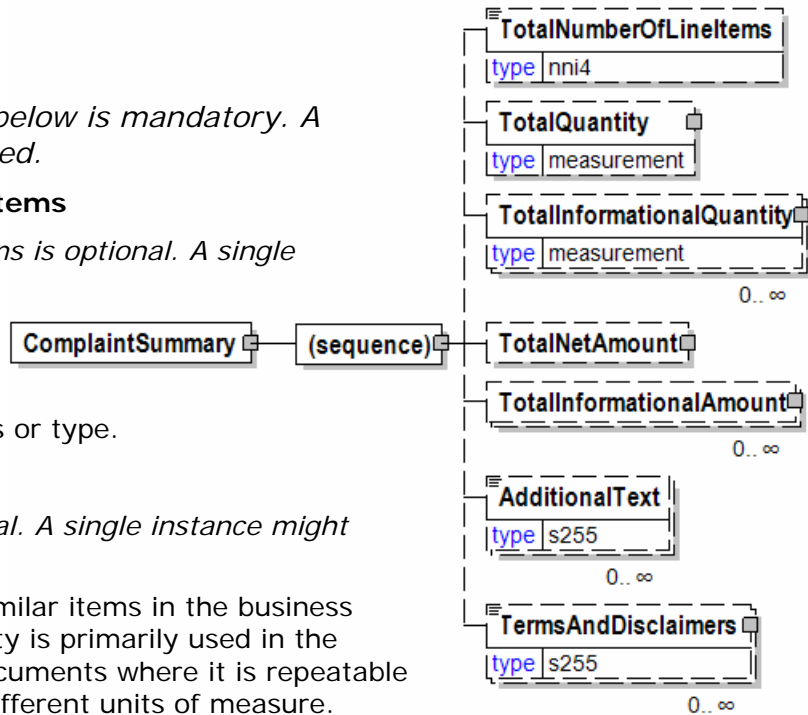 below is mandatory. A
ed.
tems
ns is optional. A single
s or type.
al. A single instance might
milar items in the business
ty is primarily used in the
cuments where it is repeatable
fferent units of measure.
ComplaintSummary
(sequence)
TotalNumberOfLineItems
type nni4
TotalQuantity
type measurement
TotalInformationalQuantity
type measurement
0.. ∞
TotalNetAmount
TotalInformationalAmount
0.. ∞
AdditionalText
type s255
0.. ∞
TermsAndDisclaimers
type s255
0.. ∞